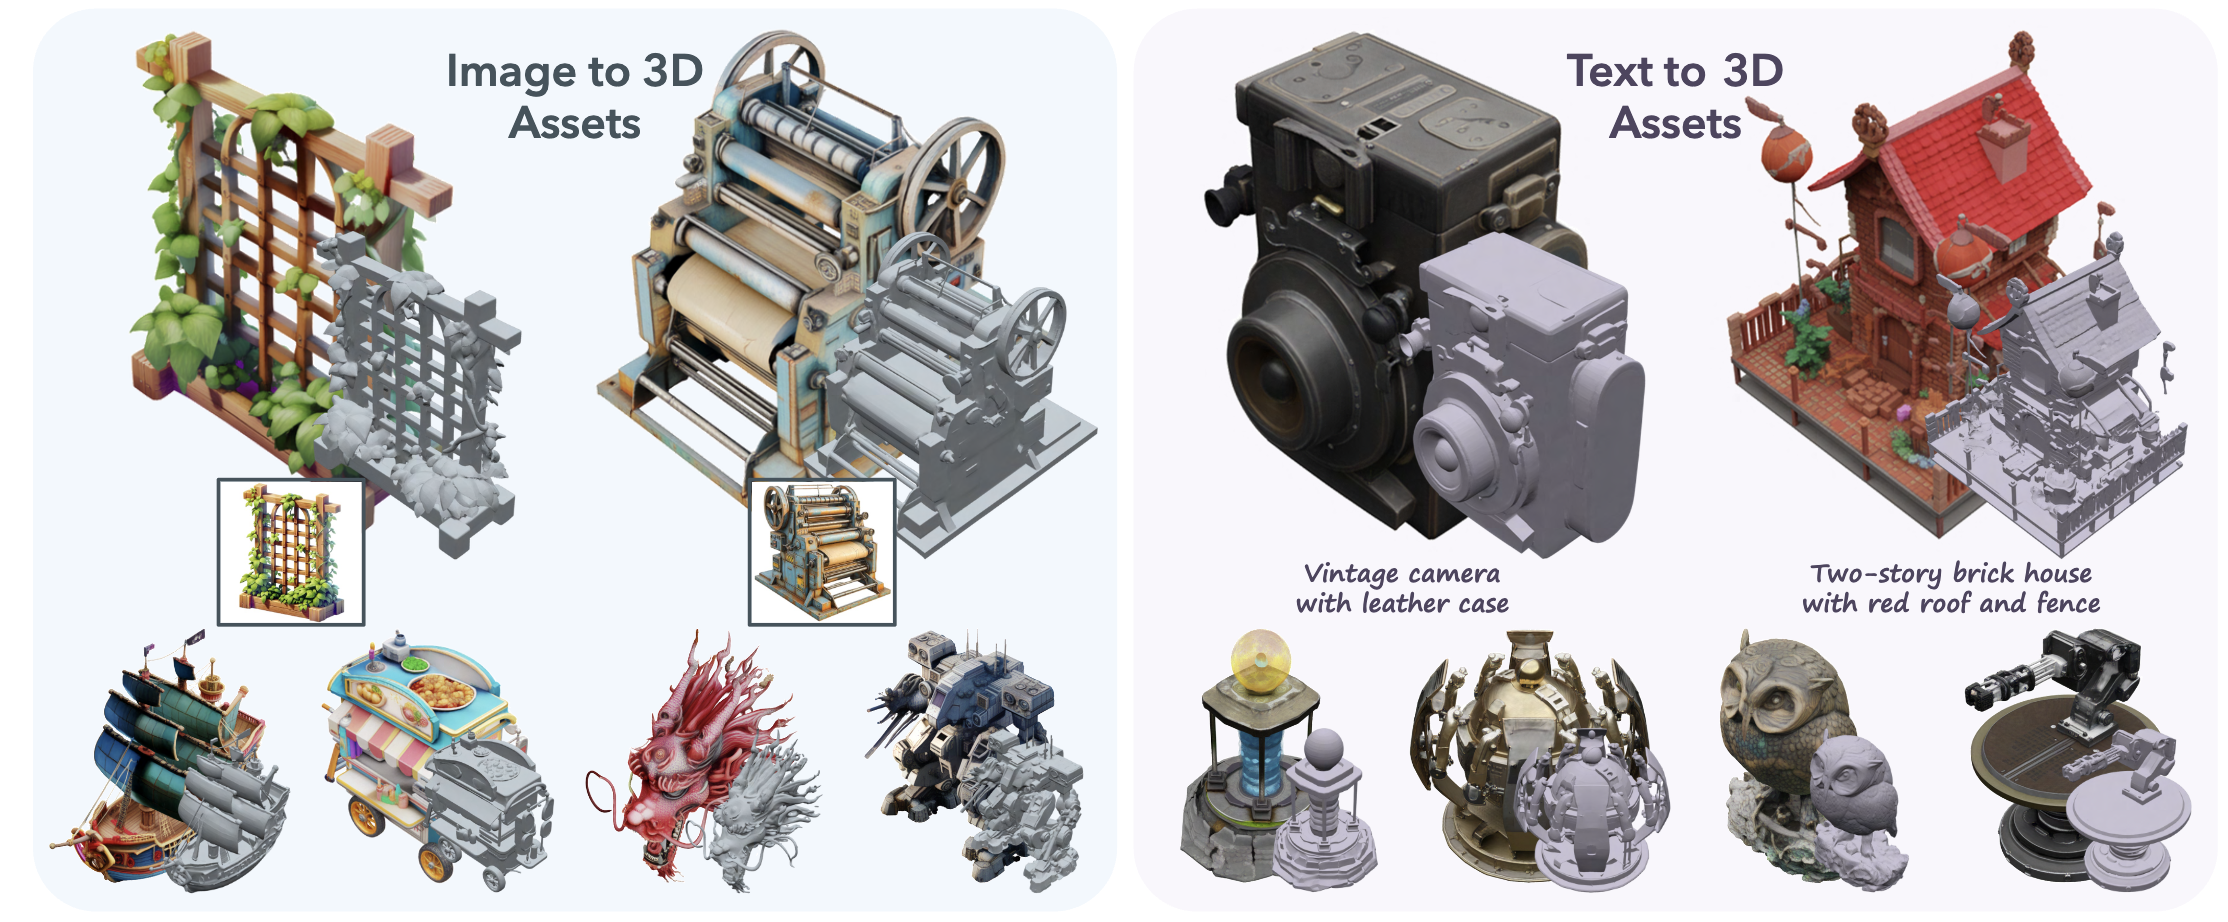 Image to 3D
Assets
Text to 3D
Assets
Vintage camera
with leather case
Two-story brick house
with red roof and fence